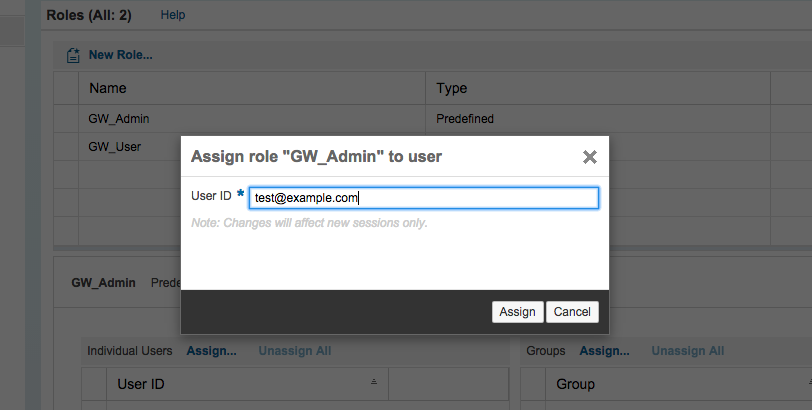 Roles (All: 2) Help
New Role...
Name Type
GW_Admin Predefined
GW_User
Assign role "GW_Admin" to user
User ID * test@example.com
Note: Changes will affect new sessions only.
GW_Admin Prede
Assign Cancel
Individual Users Assign... Unassign All Groups Assign... Unassign All
User ID Group